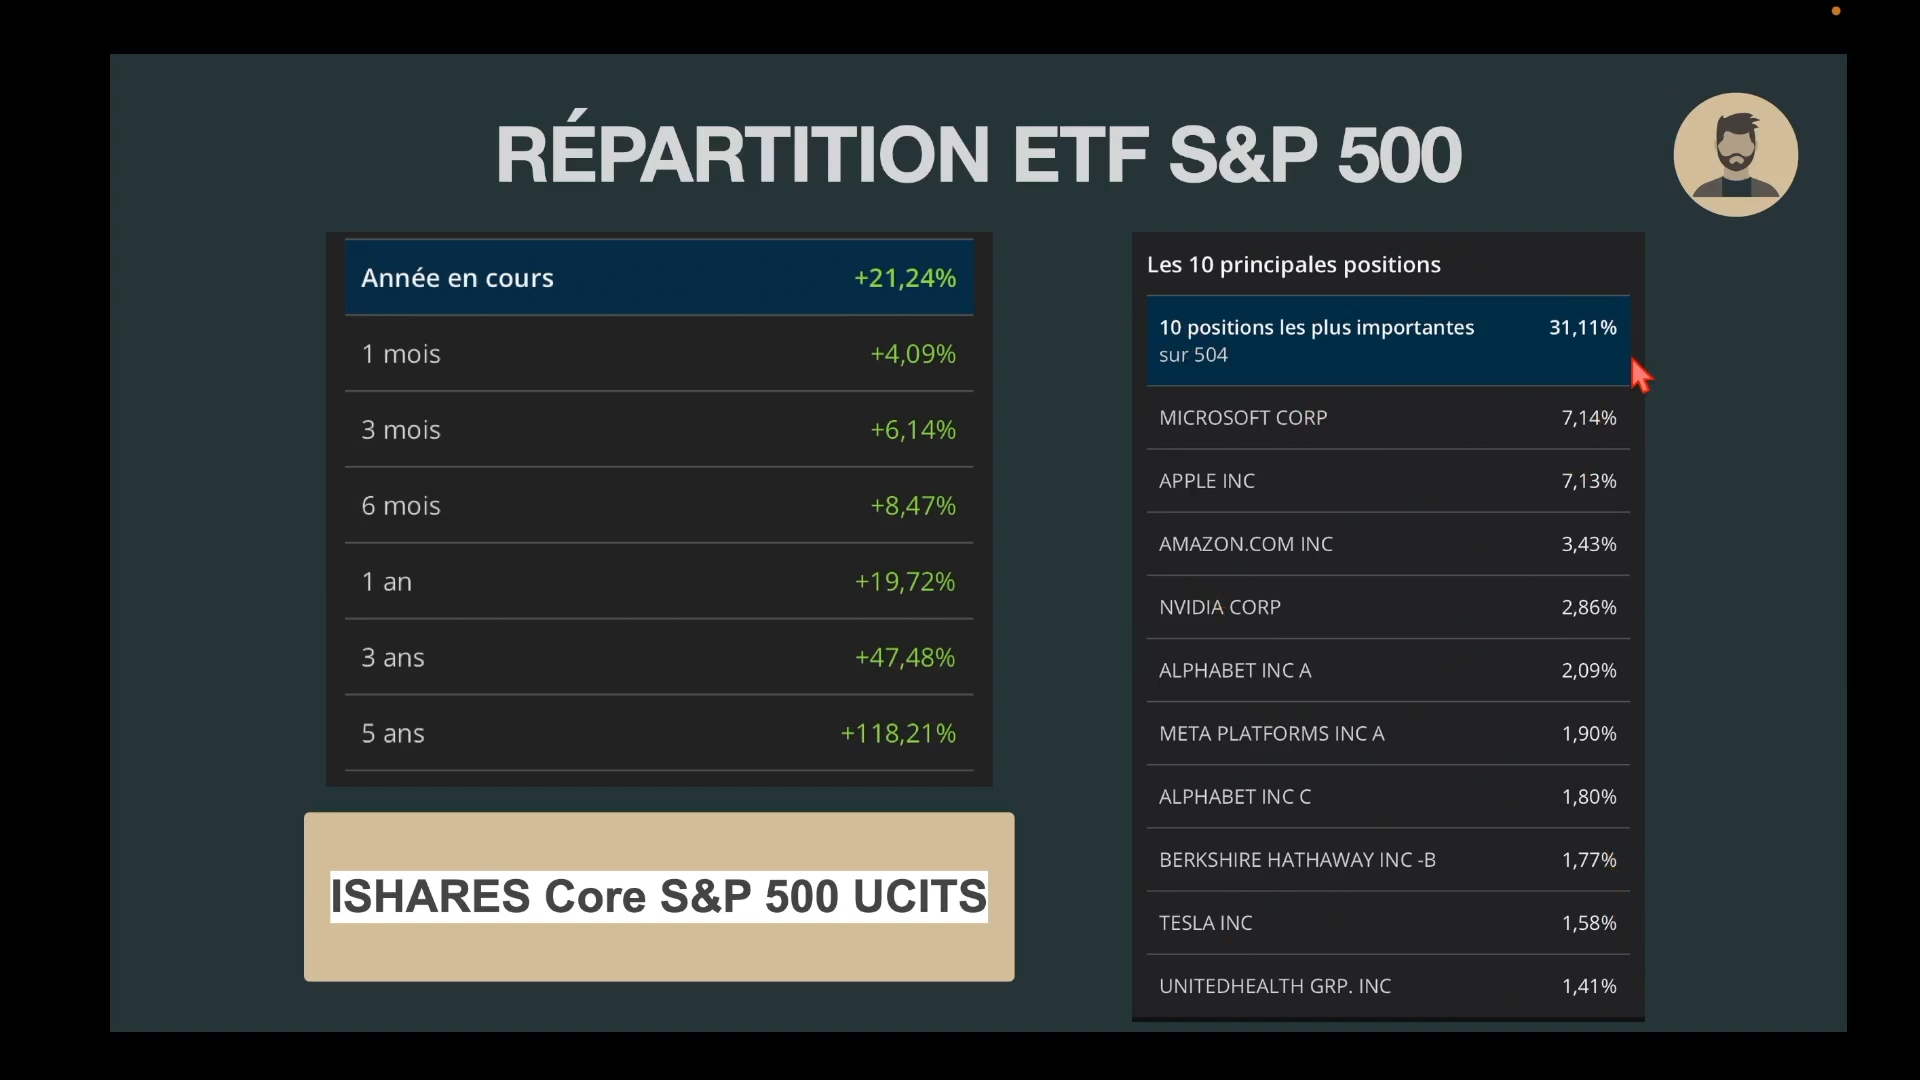 RÉPARTITION ETF S&P 500
Année en cours +21,24%
1 mois +4,09%
3 mois +6,14%
6 mois +8,47%
1 an +19,72%
3 ans +47,48%
5 ans +118,21%
ISHARES Core S&P 500 UCITS
Les 10 principales positions
10 positions les plus importantes 31,11%
sur 504
MICROSOFT CORP 7,14%
APPLE INC 7,13%
AMAZON.COM INC 3,43%
NVIDIA CORP 2,86%
ALPHABET INC A 2,09%
META PLATFORMS INC A 1,90%
ALPHABET INC C 1,80%
BERKSHIRE HATHAWAY INC -B 1,77%
TESLA INC 1,58%
UNITEDHEALTH GRP. INC 1,41%